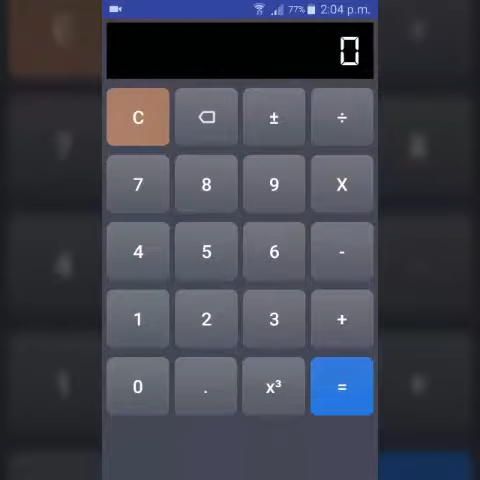 77% 2:04 p.m.
0
C ± ÷
7 8 9 X
4 5 6 -
1 2 3 +
0 . x³ =